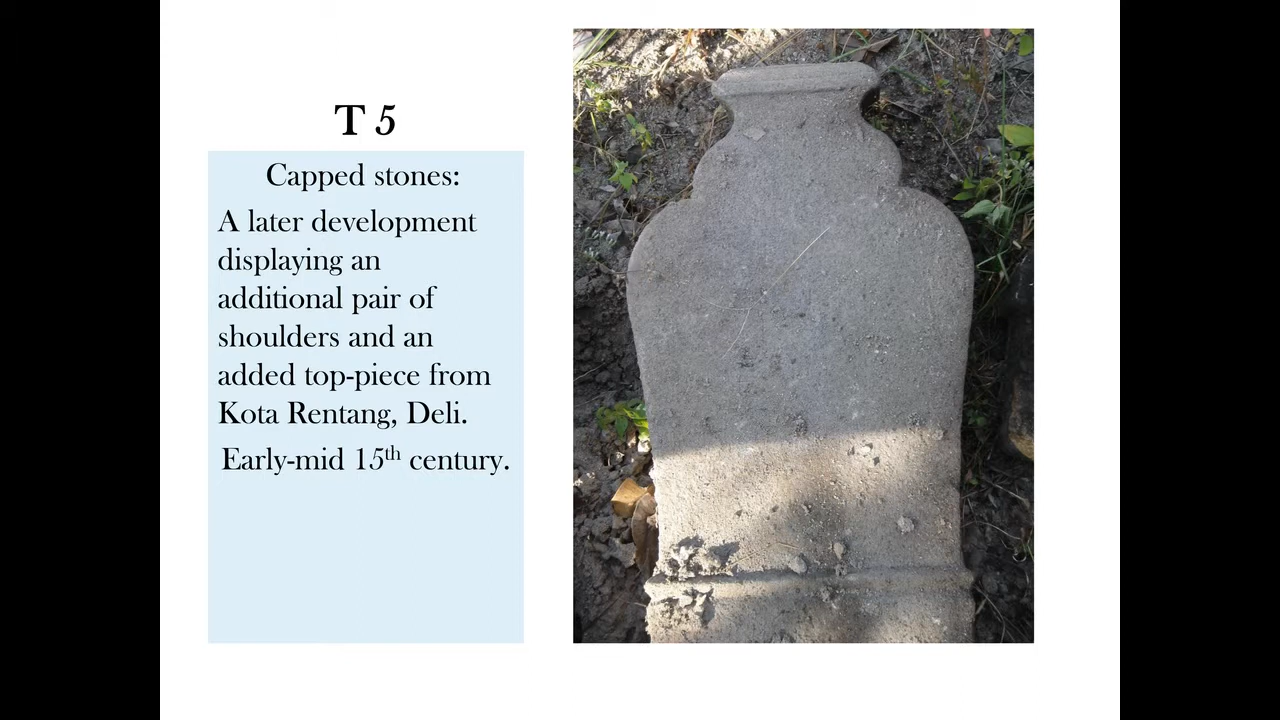 T 5
Capped stones:
A later development
displaying an
additional pair of
shoulders and an
added top-piece from
Kota Rentang, Deli.
Early-mid 15th century.